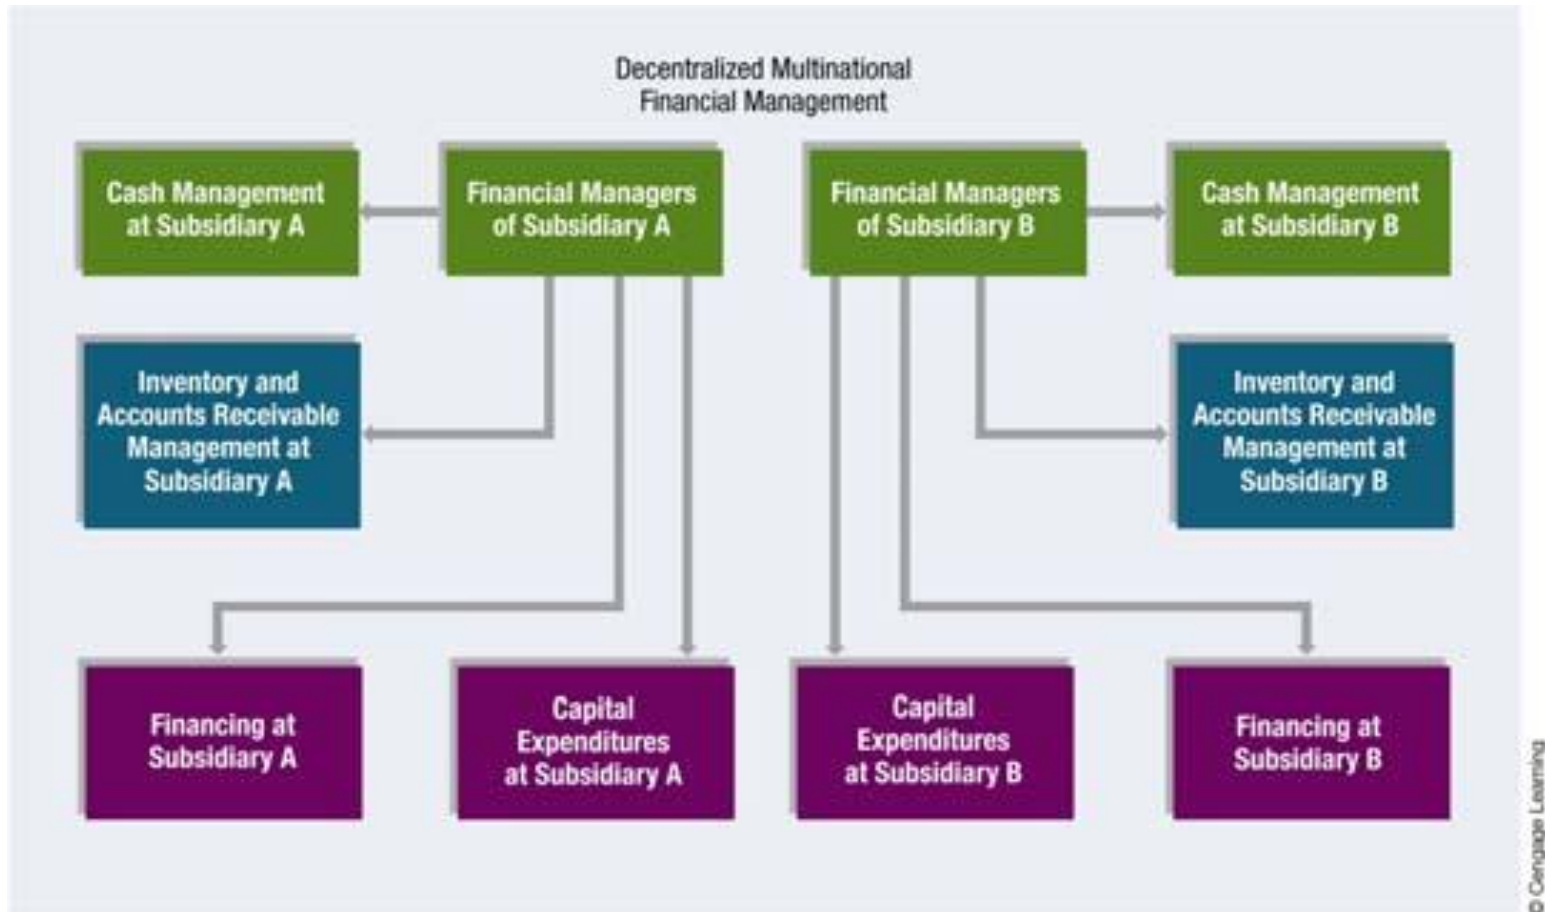 Decentralized Multinational
Financial Management
Cash Management
at Subsidiary A
Financial Managers
of Subsidiary A
Financial Managers
of Subsidiary B
Cash Management
at Subsidiary B
Inventory and
Accounts Receivable
Management at
Subsidiary A
Inventory and
Accounts Receivable
Management at
Subsidiary B
Financing at
Subsidiary A
Capital
Expenditures
at Subsidiary A
Capital
Expenditures
at Subsidiary B
Financing at
Subsidiary B
© Cengage Learning